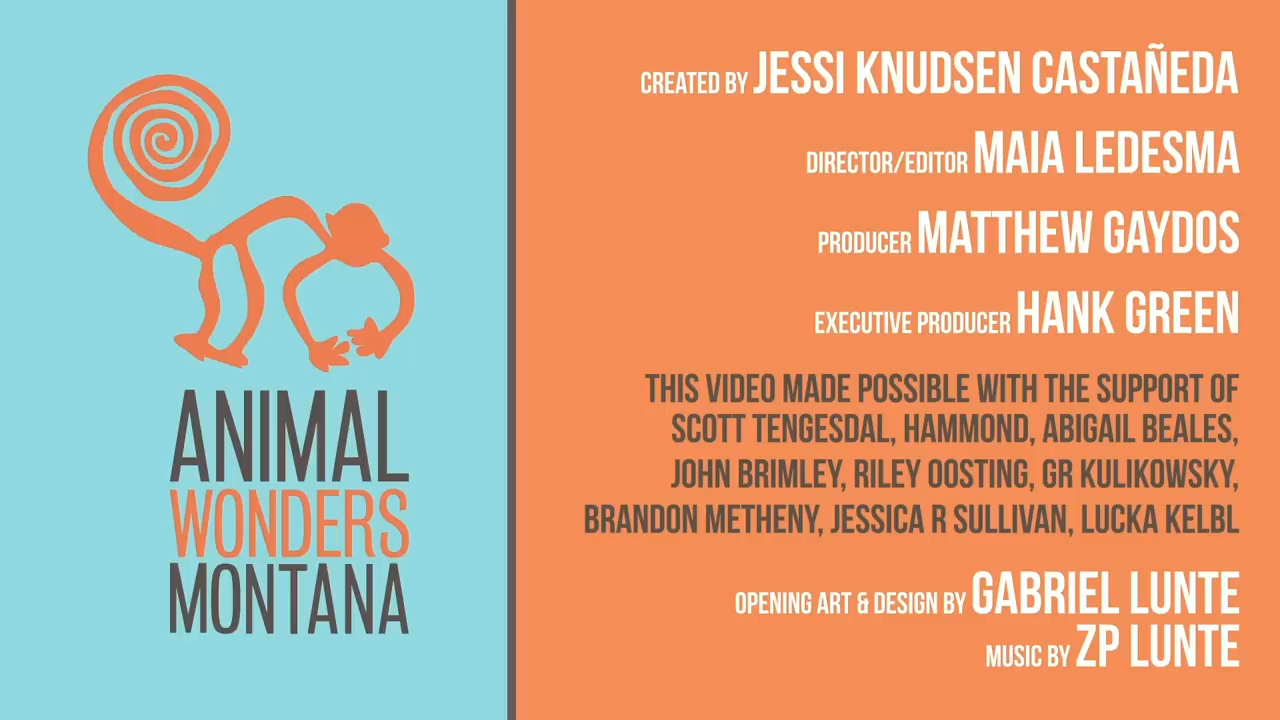 ANIMAL
WONDERS
MONTANA
CREATED BY JESSI KNUDSEN CASTAÑEDA
DIRECTOR/EDITOR MAIA LEDESMA
PRODUCER MATTHEW GAYDOS
EXECUTIVE PRODUCER HANK GREEN
THIS VIDEO MADE POSSIBLE WITH THE SUPPORT OF
SCOTT TENGESDAL, HAMMOND, ABIGAIL BEALES,
JOHN BRIMLEY, RILEY OOSTING, GR KULIKOWSKY,
BRANDON METHENY, JESSICA R SULLIVAN, LUCKA KELBL
OPENING ART & DESIGN BY GABRIEL LUNTE
MUSIC BY ZP LUNTE